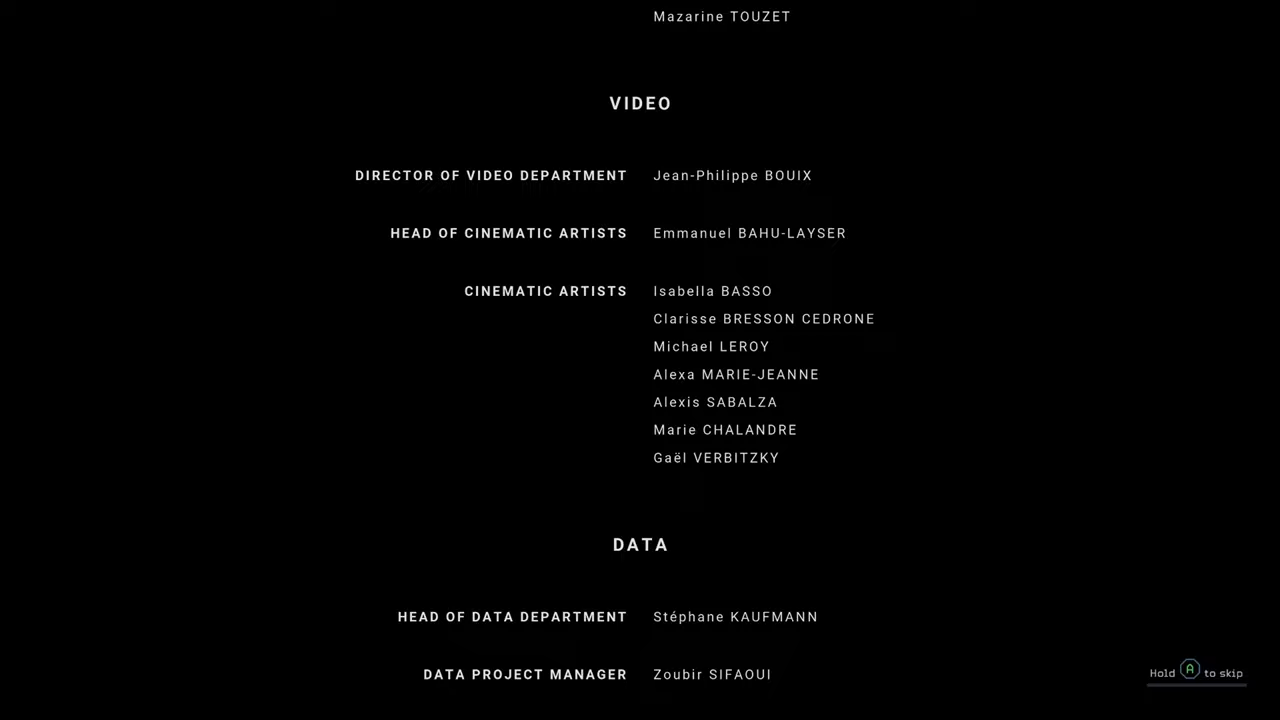 Mazarine TOUZET
VIDEO
DIRECTOR OF VIDEO DEPARTMENT Jean-Philippe BOUIX
HEAD OF CINEMATIC ARTISTS Emmanuel BAHU-LAYSER
CINEMATIC ARTISTS Isabella BASSO
Clarisse BRESSON CEDRONE
Michael LEROY
Alexa MARIE-JEANNE
Alexis SABALZA
Marie CHALANDRE
Gaël VERBITZKY
DATA
HEAD OF DATA DEPARTMENT Stéphane KAUFMANN
DATA PROJECT MANAGER Zoubir SIFAOUI
Hold A to skip